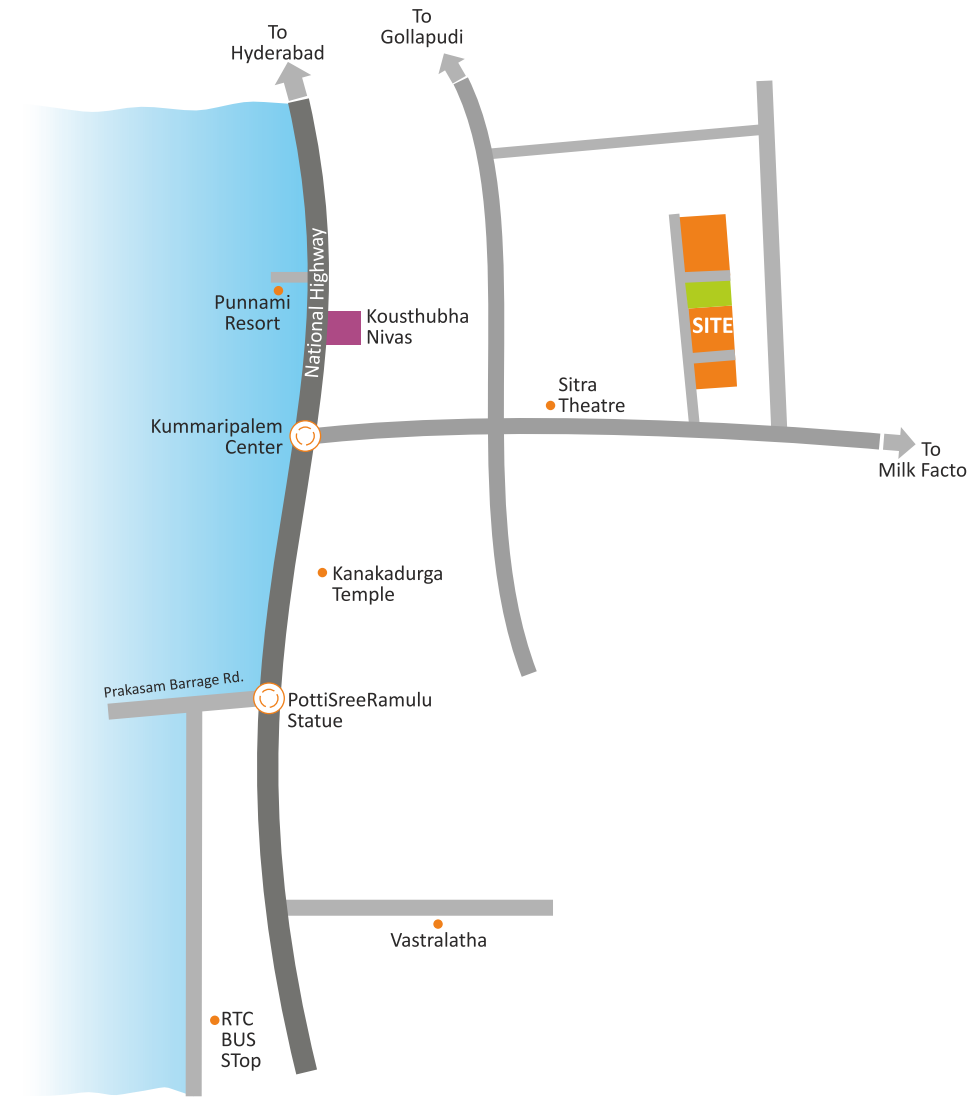 To
Hyderabad
To
Gollapudi
National Highway
Punnami
Resort
Kousthubha
Nivas
SITE
Sitra
Theatre
Kummaripalem
Center
To
Milk Facto
Kanakadurga
Temple
Prakasam Barrage Rd.
PottiSreeRamulu
Statue
Vastralatha
RTC
BUS
STop